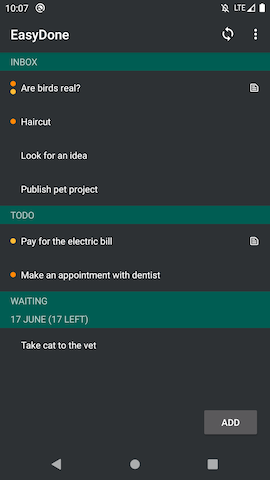 10:07
LTE
EasyDone
INBOX
Are birds real?
Haircut
Look for an idea
Publish pet project
TODO
Pay for the electric bill
Make an appointment with dentist
WAITING
17 JUNE (17 LEFT)
Take cat to the vet
ADD